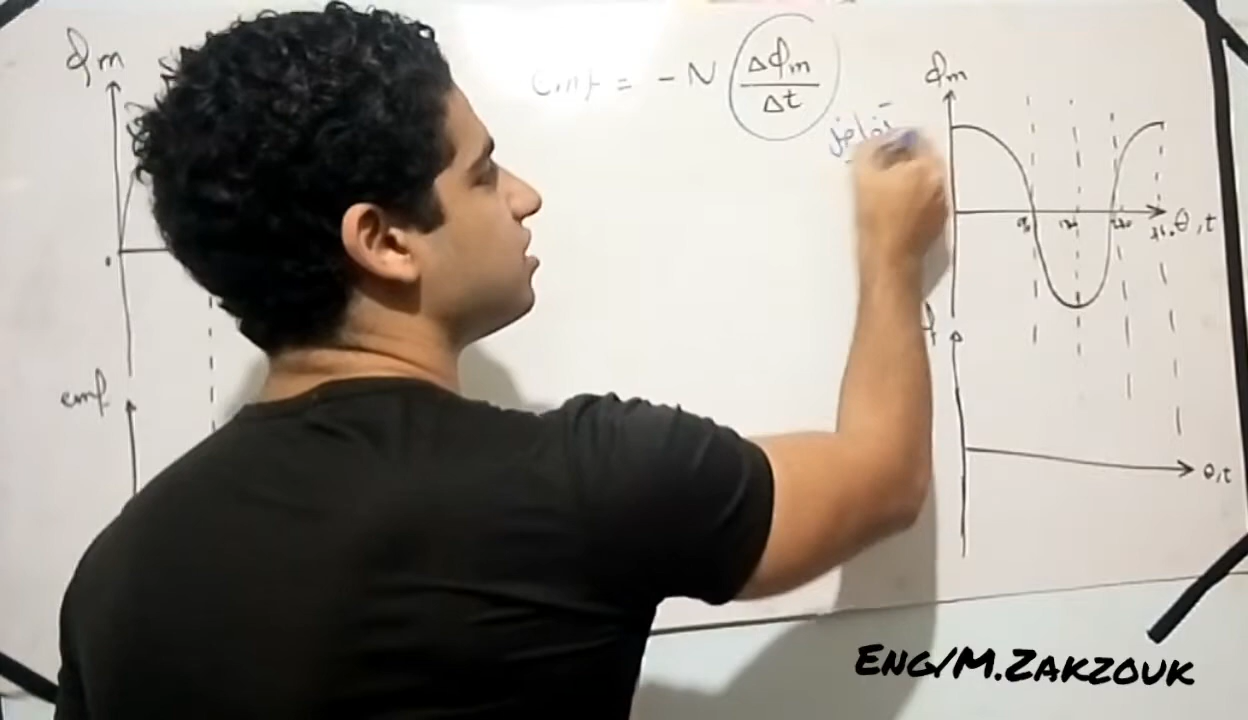 φm
emf = - N Δφm / Δt
تفاضل
φm
θ, t
emf
θ, t
ENG/M.ZAKZOUK